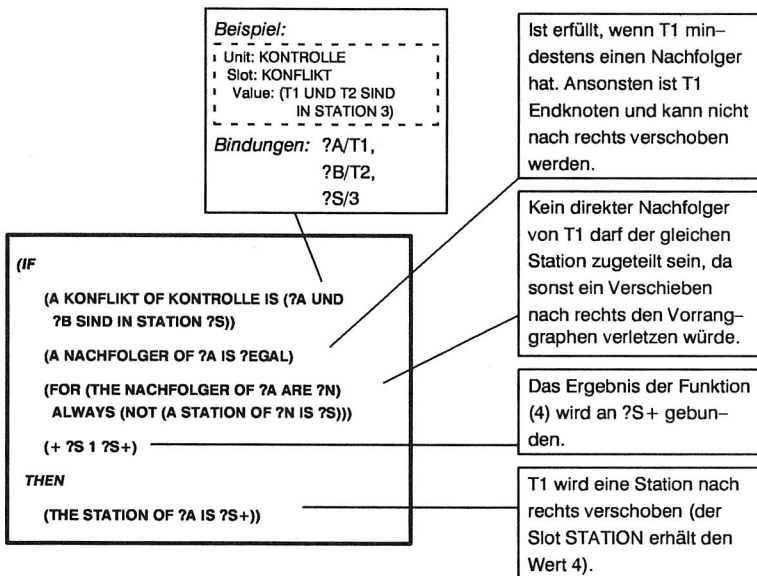 Beispiel:
Unit: KONTROLLE
Slot: KONFLIKT
Value: (T1 UND T2 SIND
IN STATION 3)
Bindungen: ?A/T1,
?B/T2,
?S/3
Ist erfüllt, wenn T1 min–
destens einen Nachfolger
hat. Ansonsten ist T1
Endknoten und kann nicht
nach rechts verschoben
werden.
Kein direkter Nachfolger
von T1 darf der gleichen
Station zugeteilt sein, da
sonst ein Verschieben
nach rechts den Vorrang–
graphen verletzen würde.
(IF
(A KONFLIKT OF KONTROLLE IS (?A UND
?B SIND IN STATION ?S))
(A NACHFOLGER OF ?A IS ?EGAL)
(FOR (THE NACHFOLGER OF ?A ARE ?N)
ALWAYS (NOT (A STATION OF ?N IS ?S)))
(+ ?S 1 ?S+)
THEN
(THE STATION OF ?A IS ?S+))
Das Ergebnis der Funktion
(4) wird an ?S+ gebun–
den.
T1 wird eine Station nach
rechts verschoben (der
Slot STATION erhält den
Wert 4).